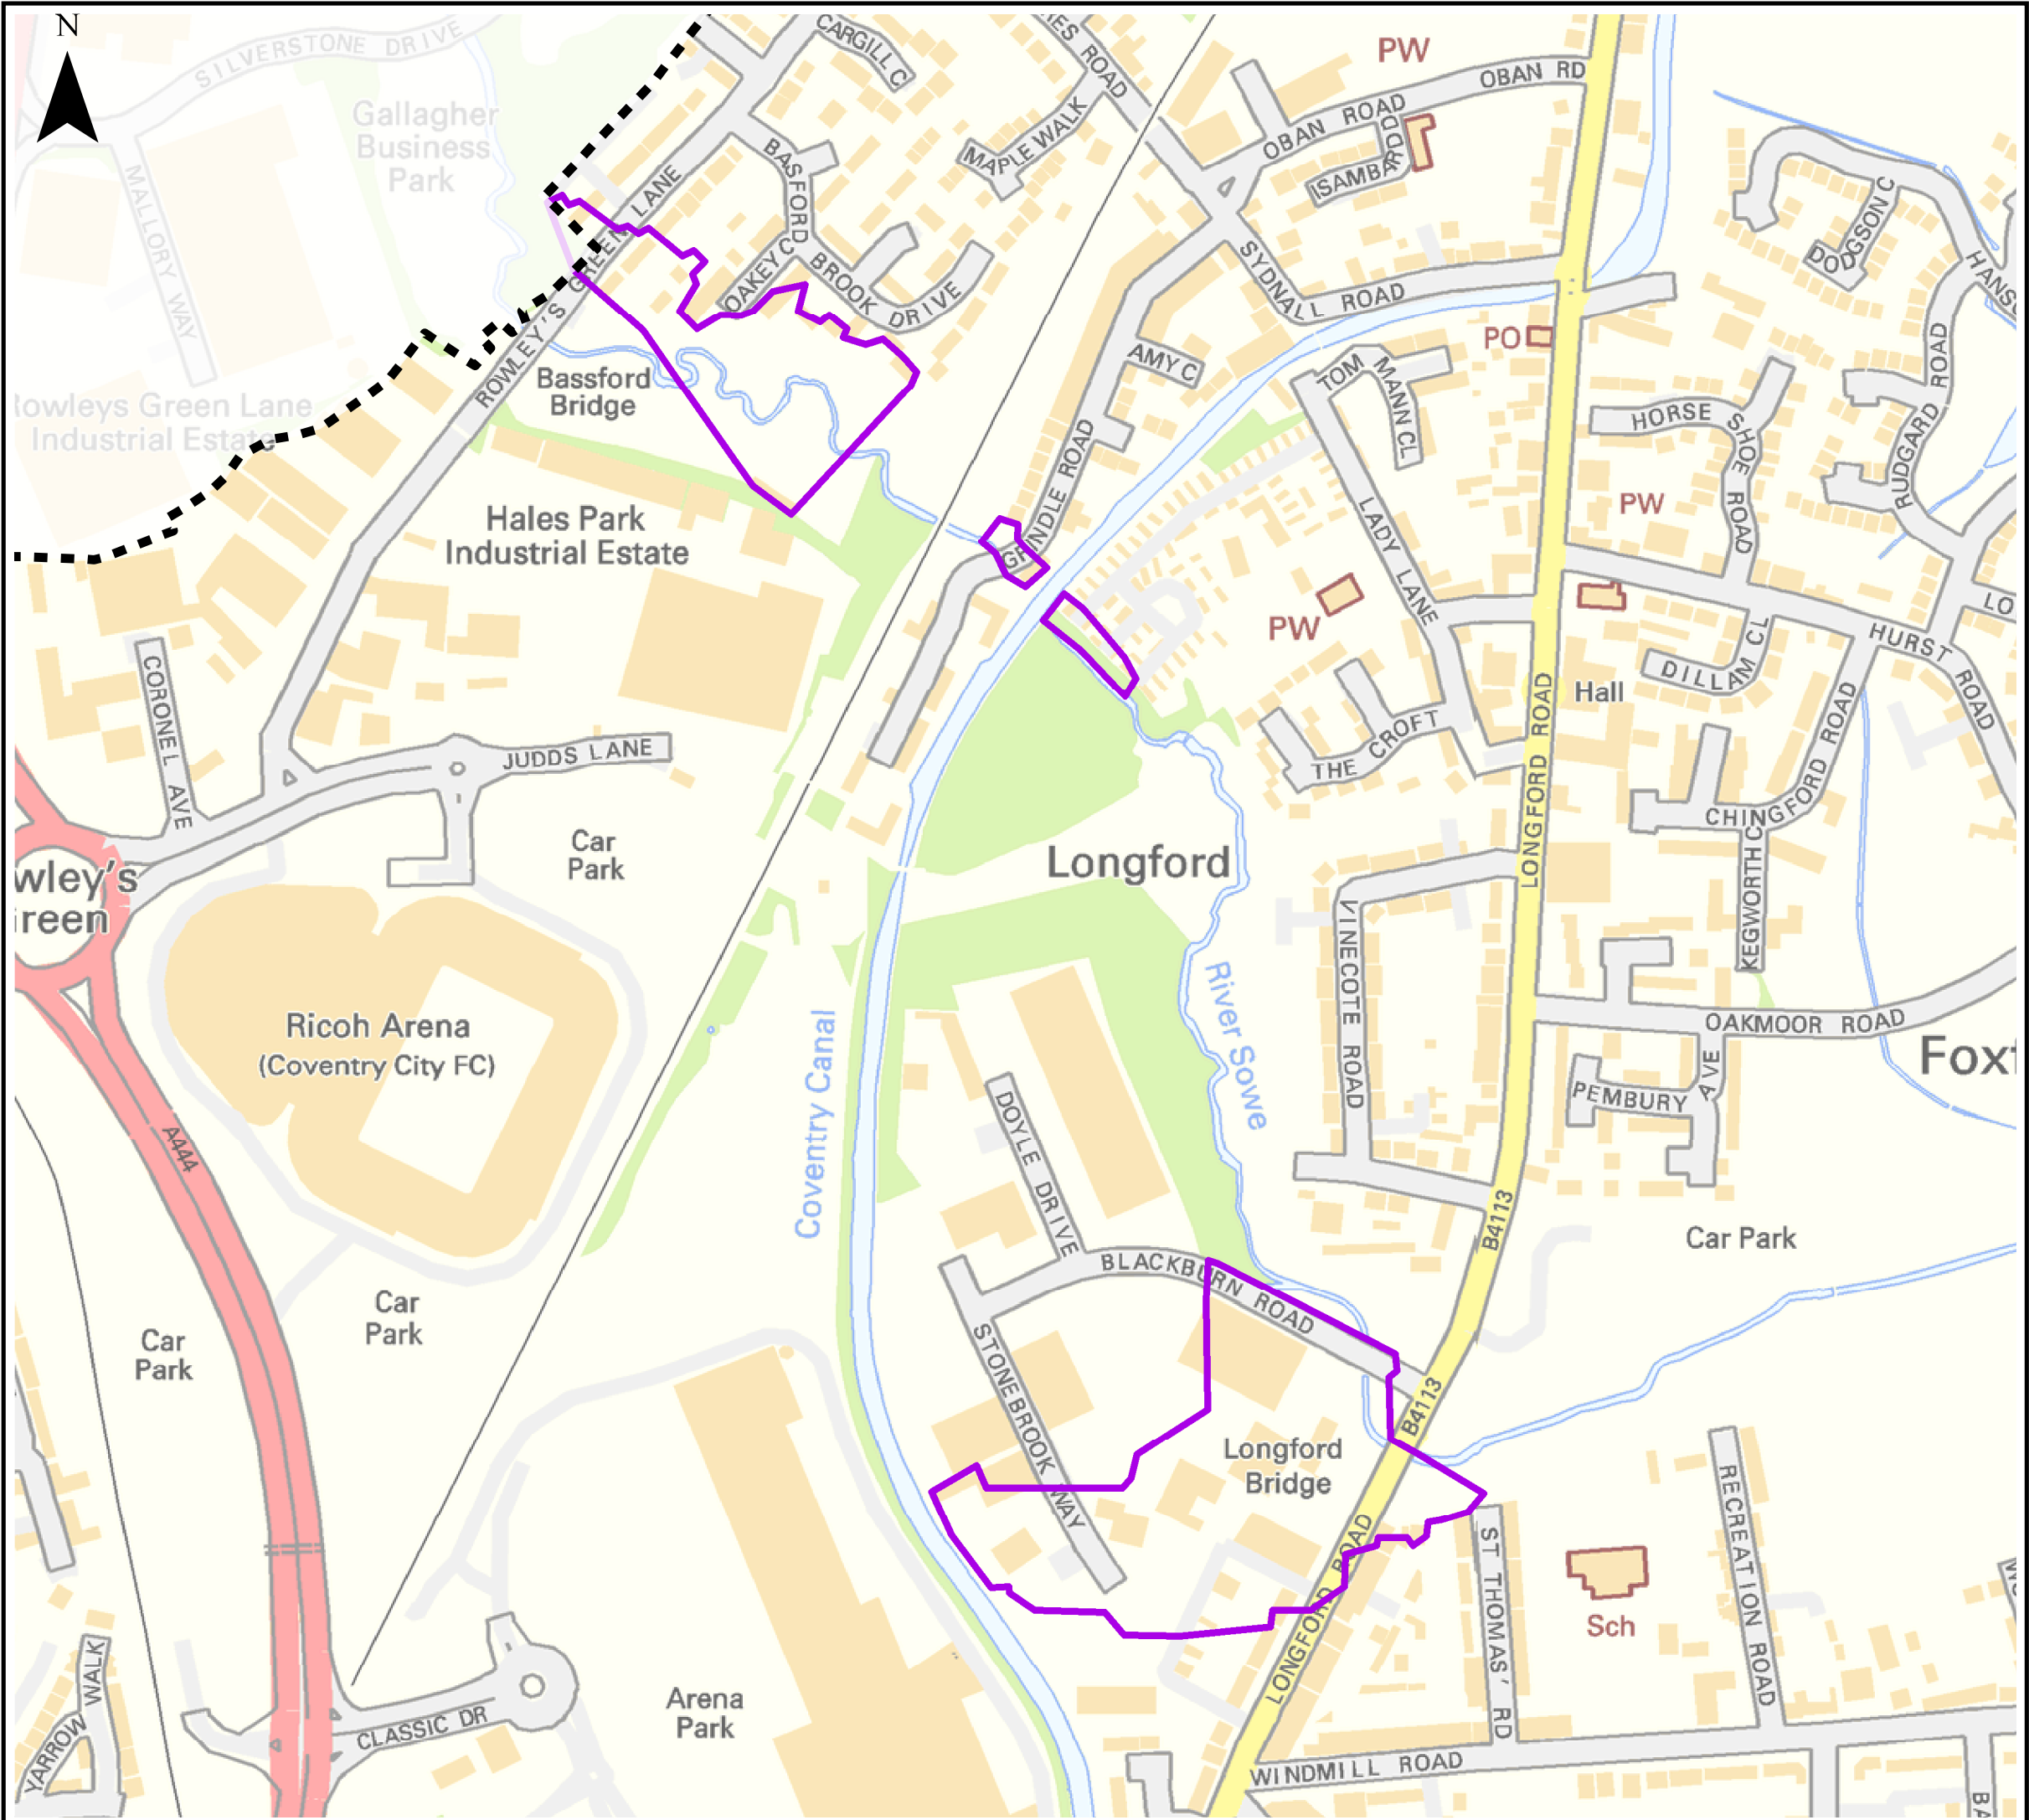 N
SILVERSTONE DRIVE
CARGILL C
PW
OBAN RD
Gallagher
Business
Park
OBAN ROAD
MAPLE WALK
BASFORD
BROOK DRIVE
OAKEY C
MALLORY WAY
ROWLEY'S GREEN LANE
SYDNALL ROAD
DODGSON C
PO
AMY C
TOM MANN CL
Bassford
Bridge
Rowleys Green Lane
Industrial Estate
HORSE SHOE ROAD
RUDGARD ROAD
GRINDLE ROAD
LADY LANE
PW
Hales Park
Industrial Estate
PW
DILLAM CL
HURST ROAD
Hall
LONGFORD ROAD
CORONEL AVE
JUDDS LANE
THE CROFT
CHINGFORD ROAD
KEGWORTH C
Car
Park
Longford
VINECOTE ROAD
River Sowe
Ricoh Arena
(Coventry City FC)
Coventry Canal
OAKMOOR ROAD
PEMBURY AVE
A444
DOYLE DRIVE
B4113
Car Park
BLACKBURN ROAD
Car
Park
Car
Park
STONEBROOK WAY
B4113
Longford
Bridge
RECREATION ROAD
ST THOMAS' RD
Sch
LONGFORD ROAD
YARROW WALK
CLASSIC DR
Arena
Park
WINDMILL ROAD